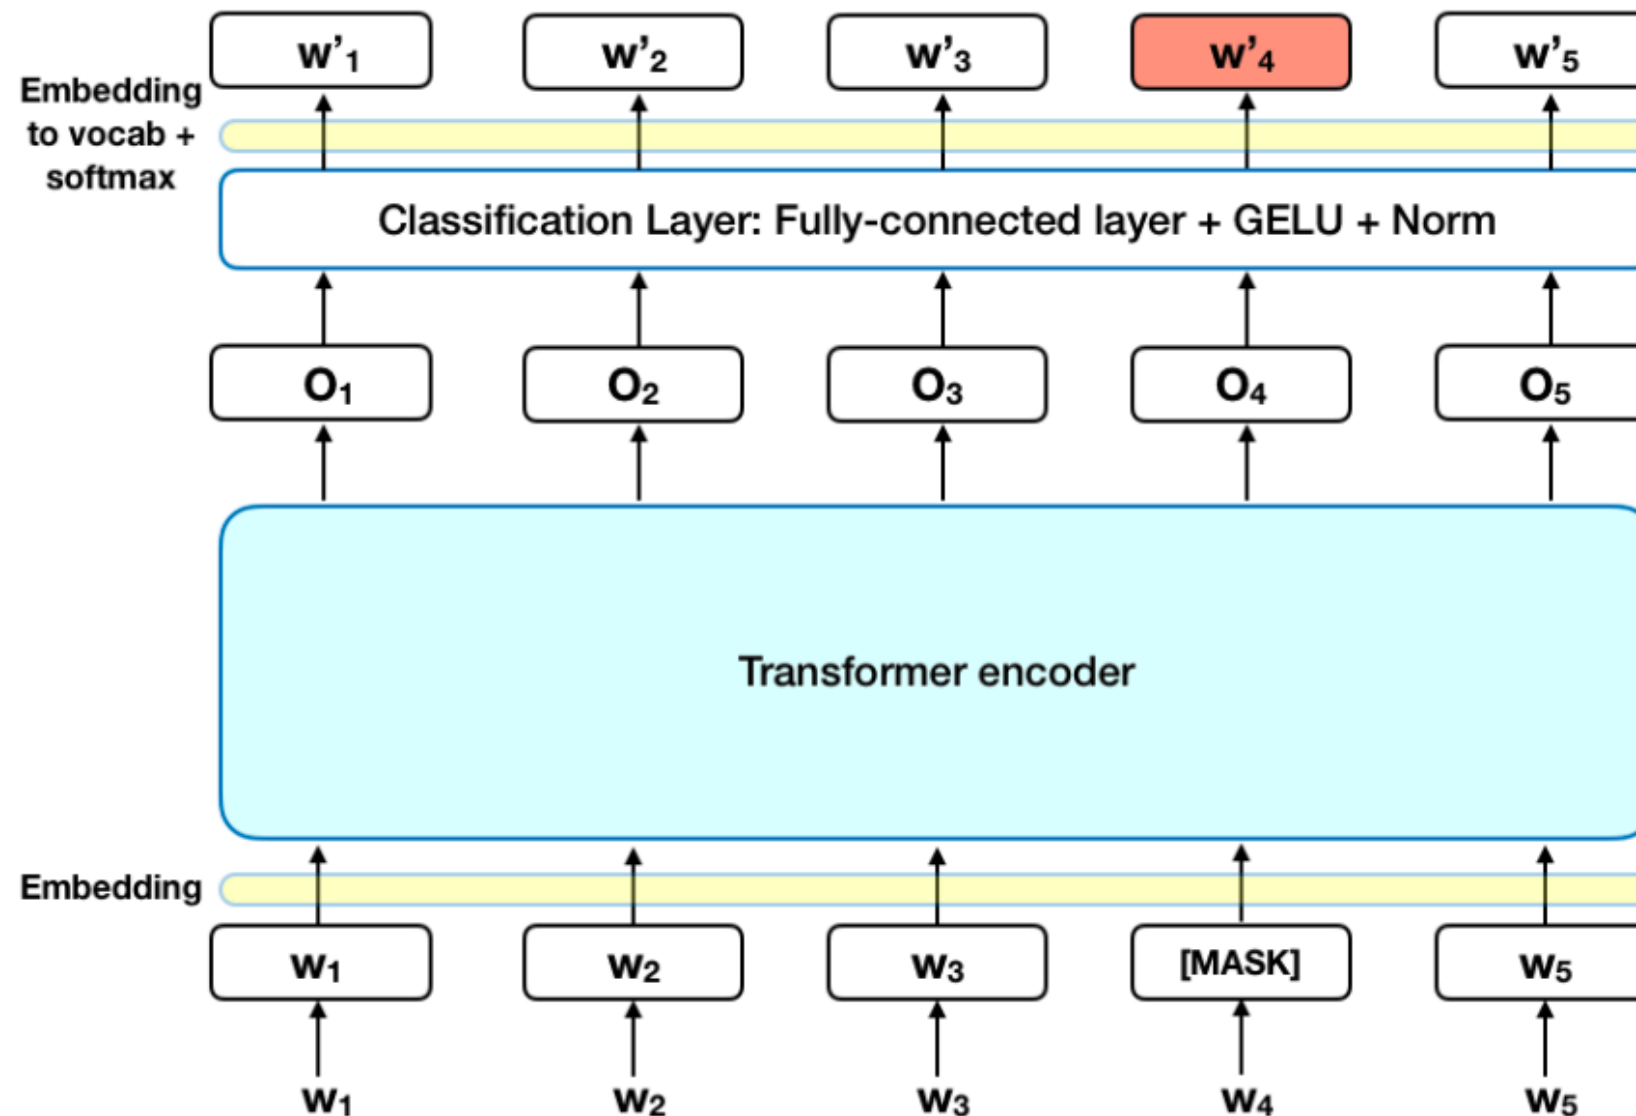 w’₁ w’₂ w’₃ w’₄ w’₅
Embedding
to vocab +
softmax
Classification Layer: Fully-connected layer + GELU + Norm
O₁ O₂ O₃ O₄ O₅
Transformer encoder
Embedding
w₁ w₂ w₃ [MASK] w₅
w₁ w₂ w₃ w₄ w₅